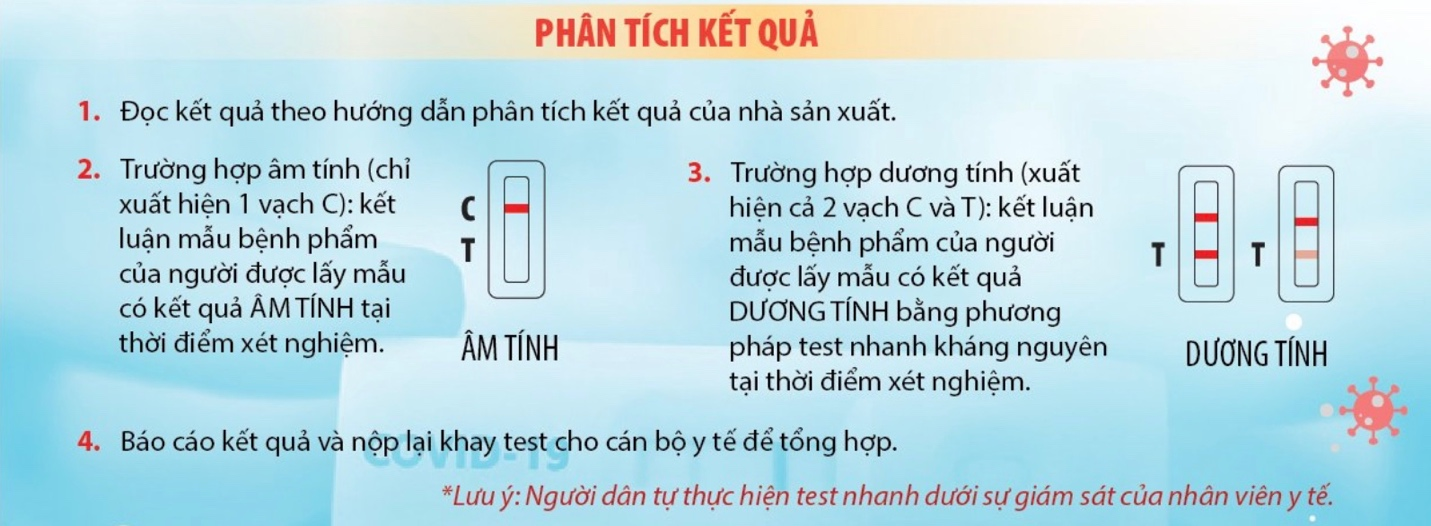 PHÂN TÍCH KẾT QUẢ
1. Đọc kết quả theo hướng dẫn phân tích kết quả của nhà sản xuất.
2. Trường hợp âm tính (chỉ
xuất hiện 1 vạch C): kết
luận mẫu bệnh phẩm
của người được lấy mẫu
có kết quả ÂM TÍNH tại
thời điểm xét nghiệm.
C
T
ÂM TÍNH
3. Trường hợp dương tính (xuất
hiện cả 2 vạch C và T): kết luận
mẫu bệnh phẩm của người
được lấy mẫu có kết quả
DƯƠNG TÍNH bằng phương
pháp test nhanh kháng nguyên
tại thời điểm xét nghiệm.
T T
DƯƠNG TÍNH
4. Báo cáo kết quả và nộp lại khay test cho cán bộ y tế để tổng hợp.
COVID-19
*Lưu ý: Người dân tự thực hiện test nhanh dưới sự giám sát của nhân viên y tế.